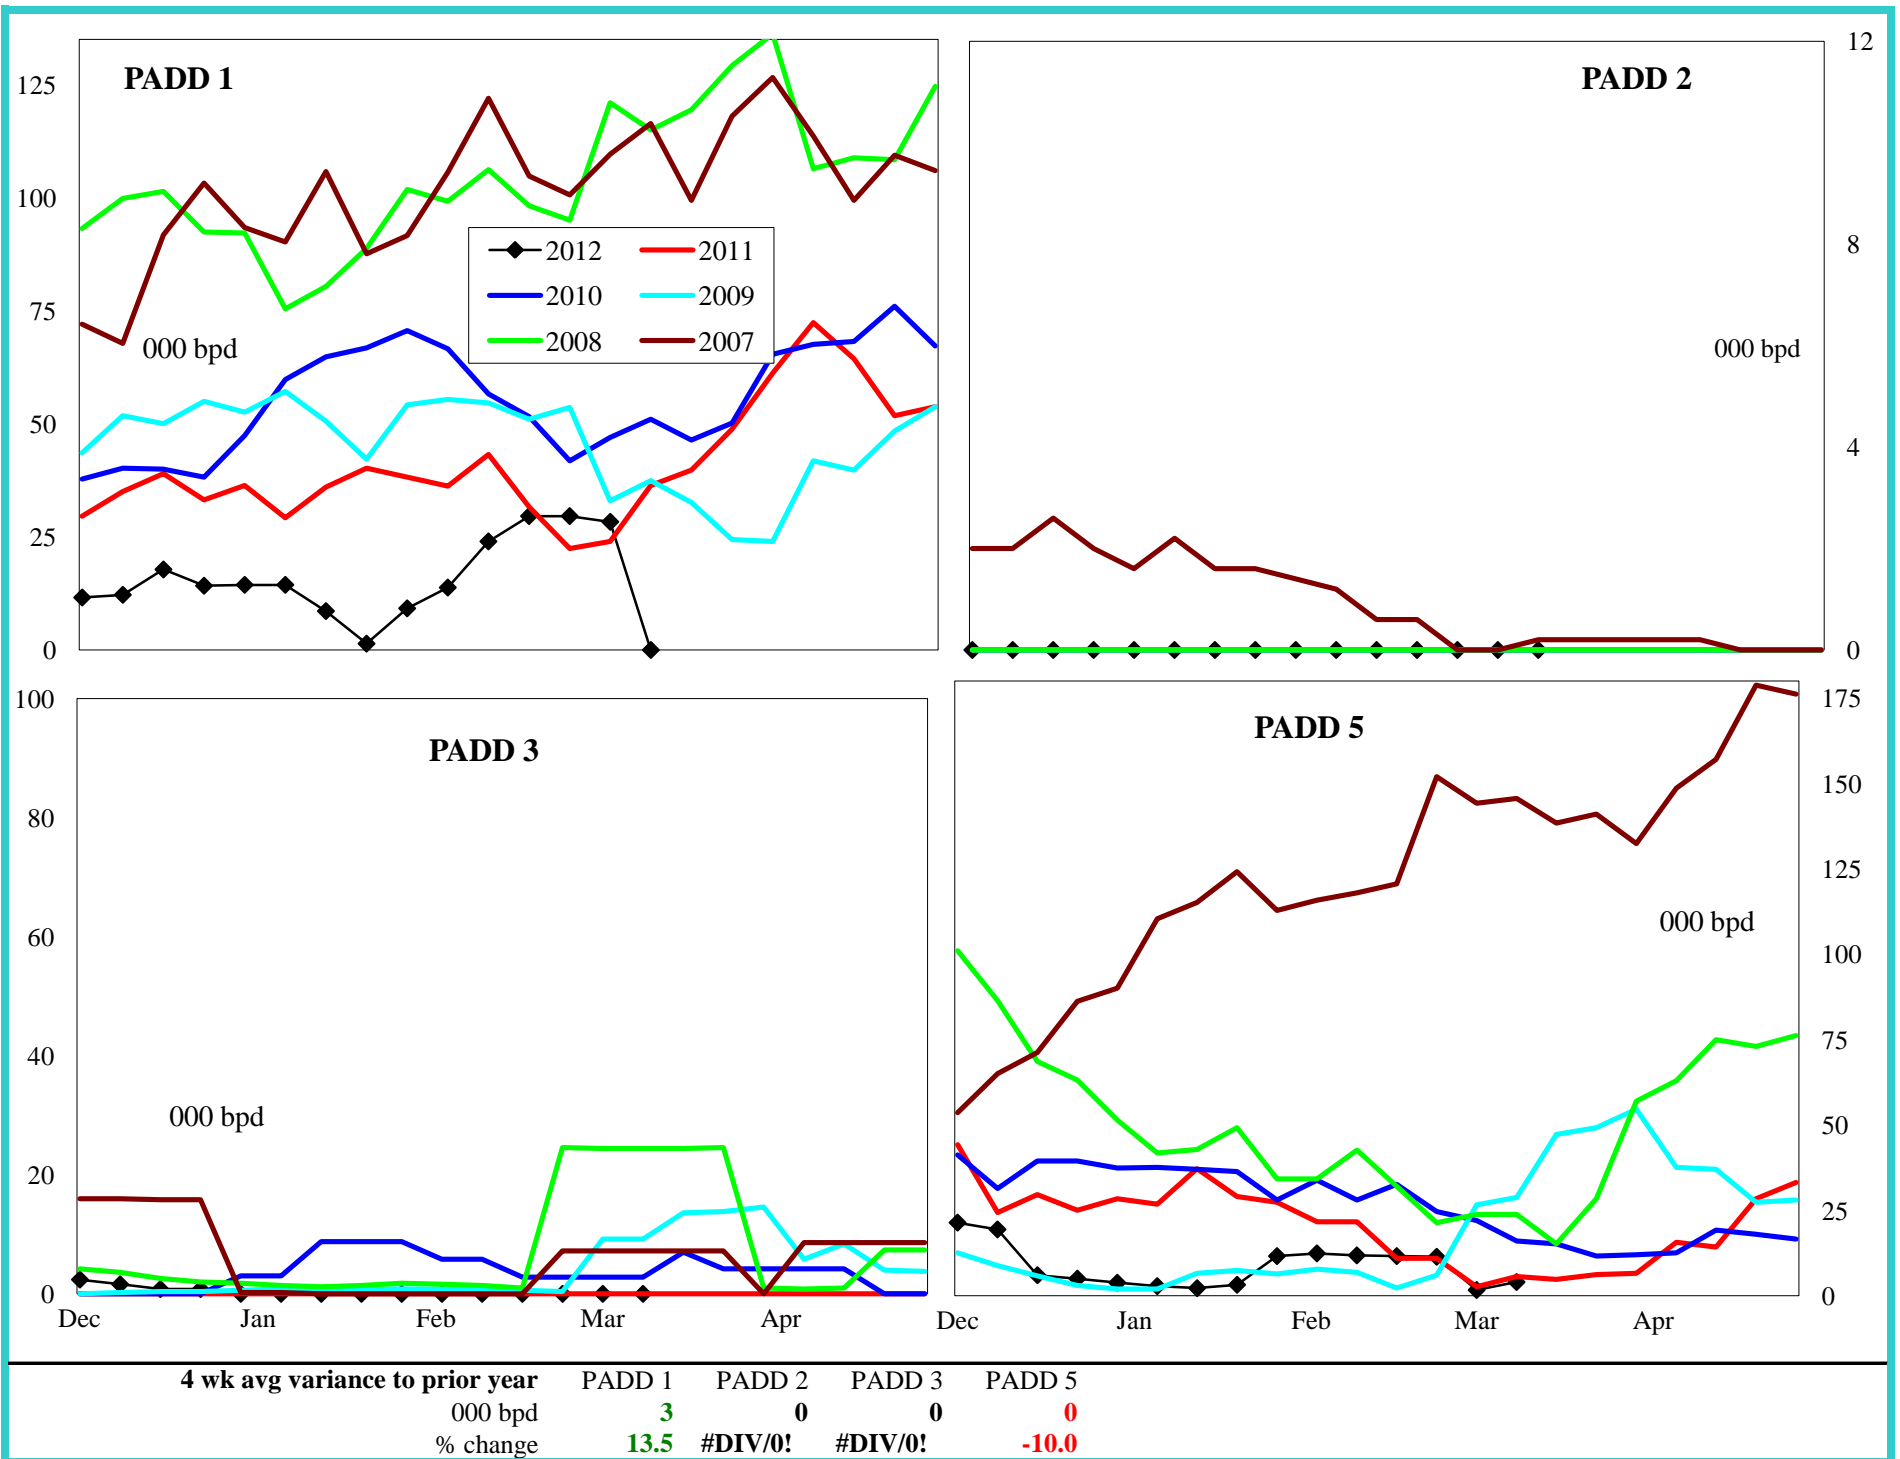 PADD 1
125
100
75
50
25
0
000 bpd
2012 2011
2010 2009
2008 2007
PADD 2
12
8
4
0
000 bpd
PADD 3
100
80
60
40
20
0
000 bpd
Dec Jan Feb Mar Apr
PADD 5
175
150
125
100
75
50
25
0
000 bpd
Dec Jan Feb Mar Apr
4 wk avg variance to prior year PADD 1 PADD 2 PADD 3 PADD 5
000 bpd 3 0 0 0
% change 13.5 #DIV/0! #DIV/0! -10.0